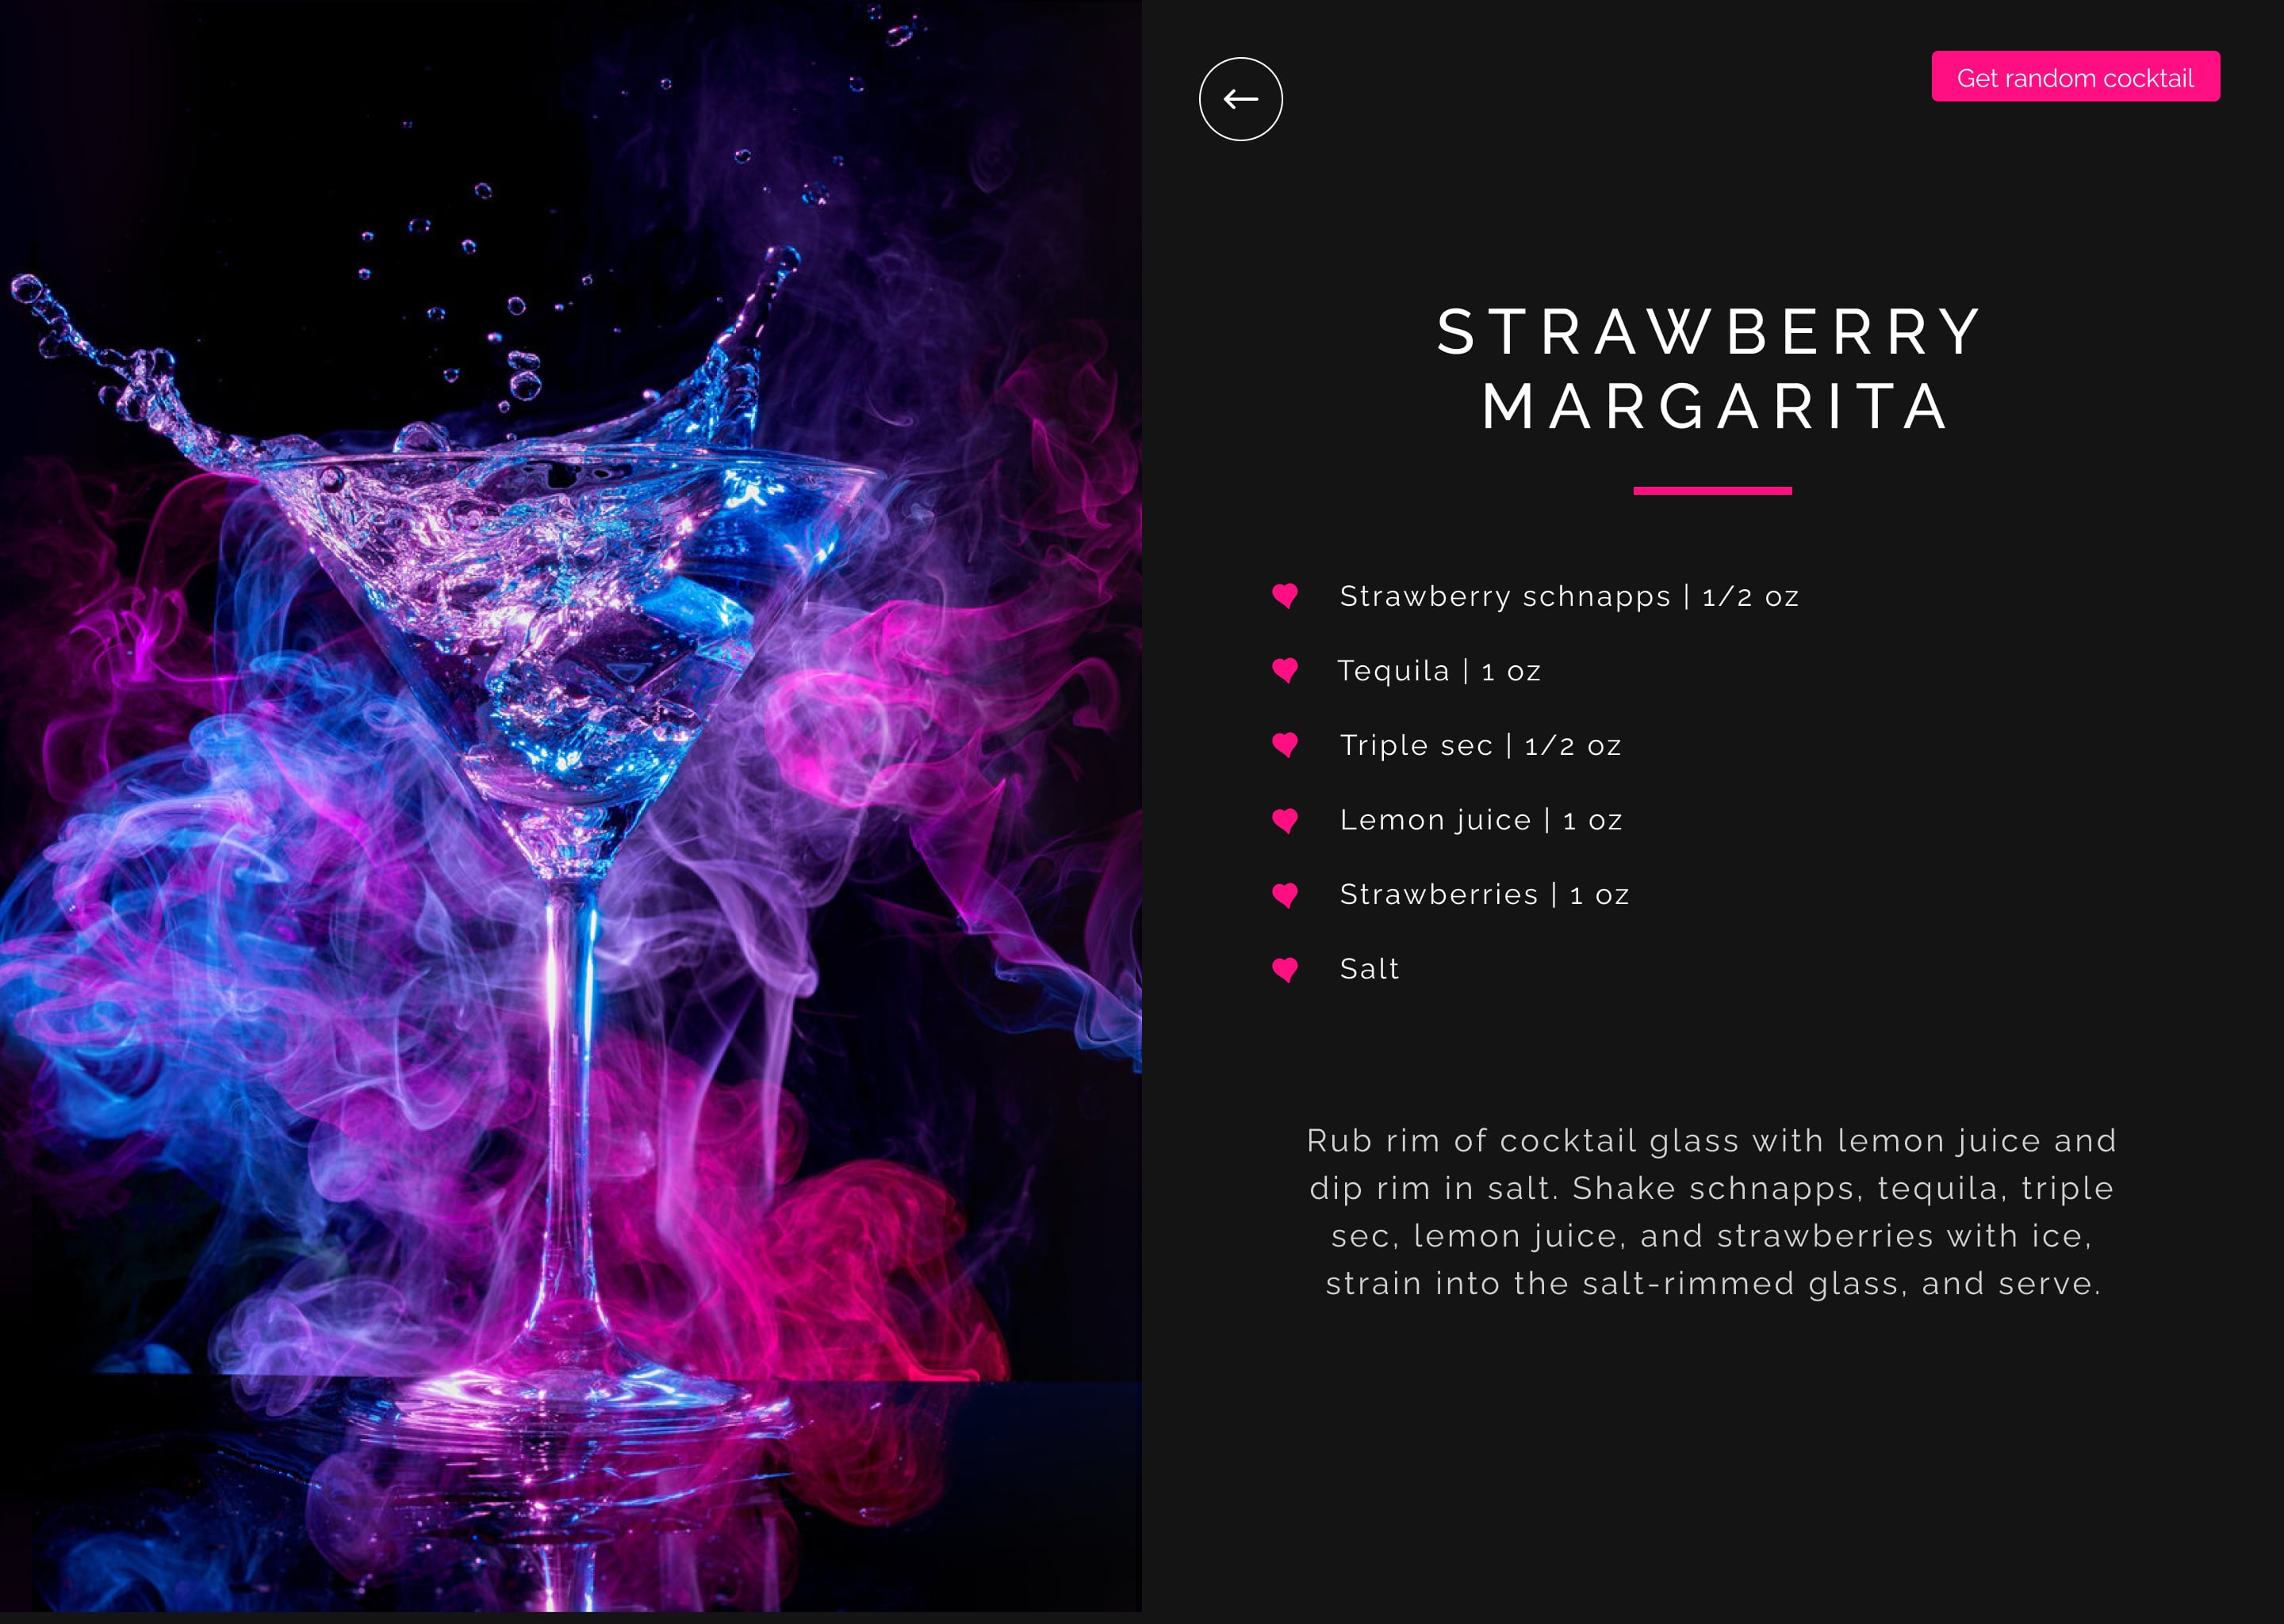 Get random cocktail
STRAWBERRY
MARGARITA
Strawberry schnapps | 1/2 oz
Tequila | 1 oz
Triple sec | 1/2 oz
Lemon juice | 1 oz
Strawberries | 1 oz
Salt
Rub rim of cocktail glass with lemon juice and
dip rim in salt. Shake schnapps, tequila, triple
sec, lemon juice, and strawberries with ice,
strain into the salt-rimmed glass, and serve.